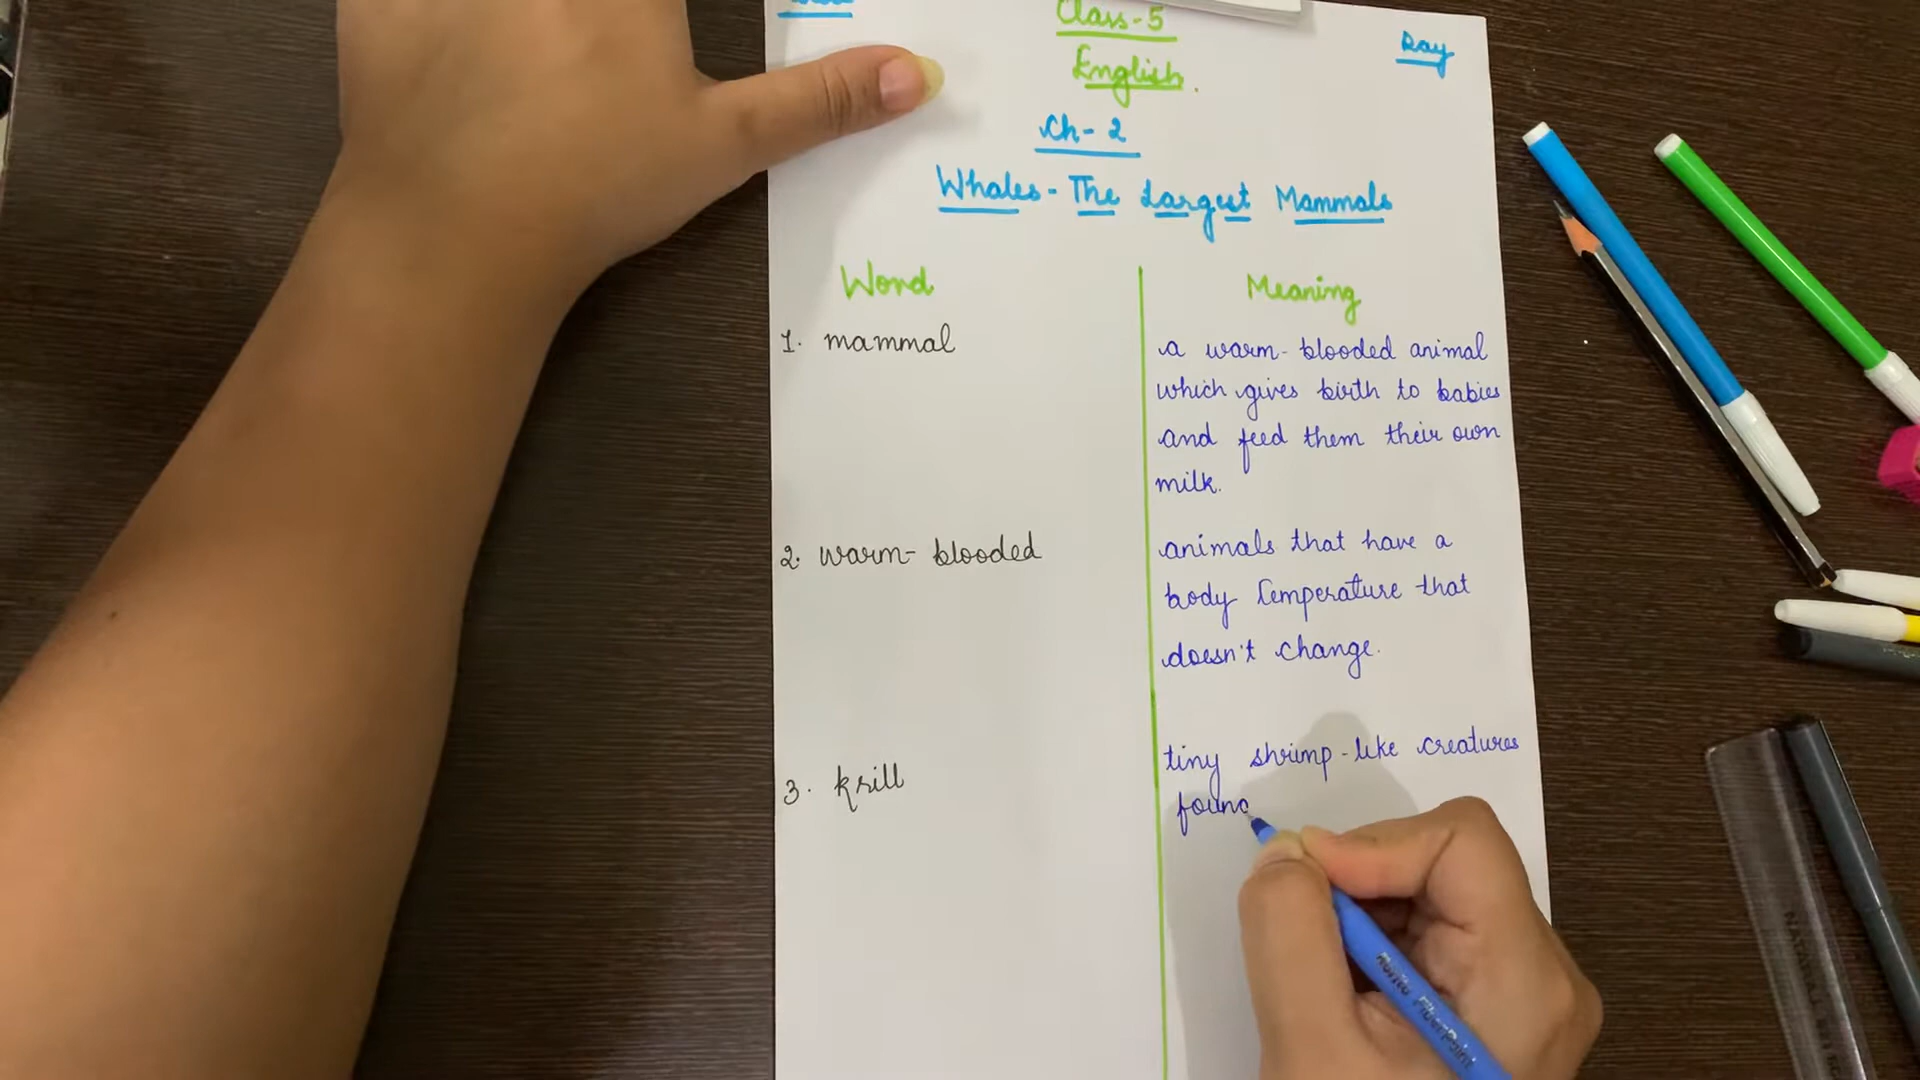 Class-5
Day
English.
Ch-2
Whales-The Largest Mammals
Word
Meaning
1. mammal
a warm-blooded animal
which gives birth to babies
and feed them their own
milk.
2. warm-blooded
animals that have a
body temperature that
doesn't change.
3. krill
tiny shrimp-like creatures
foun